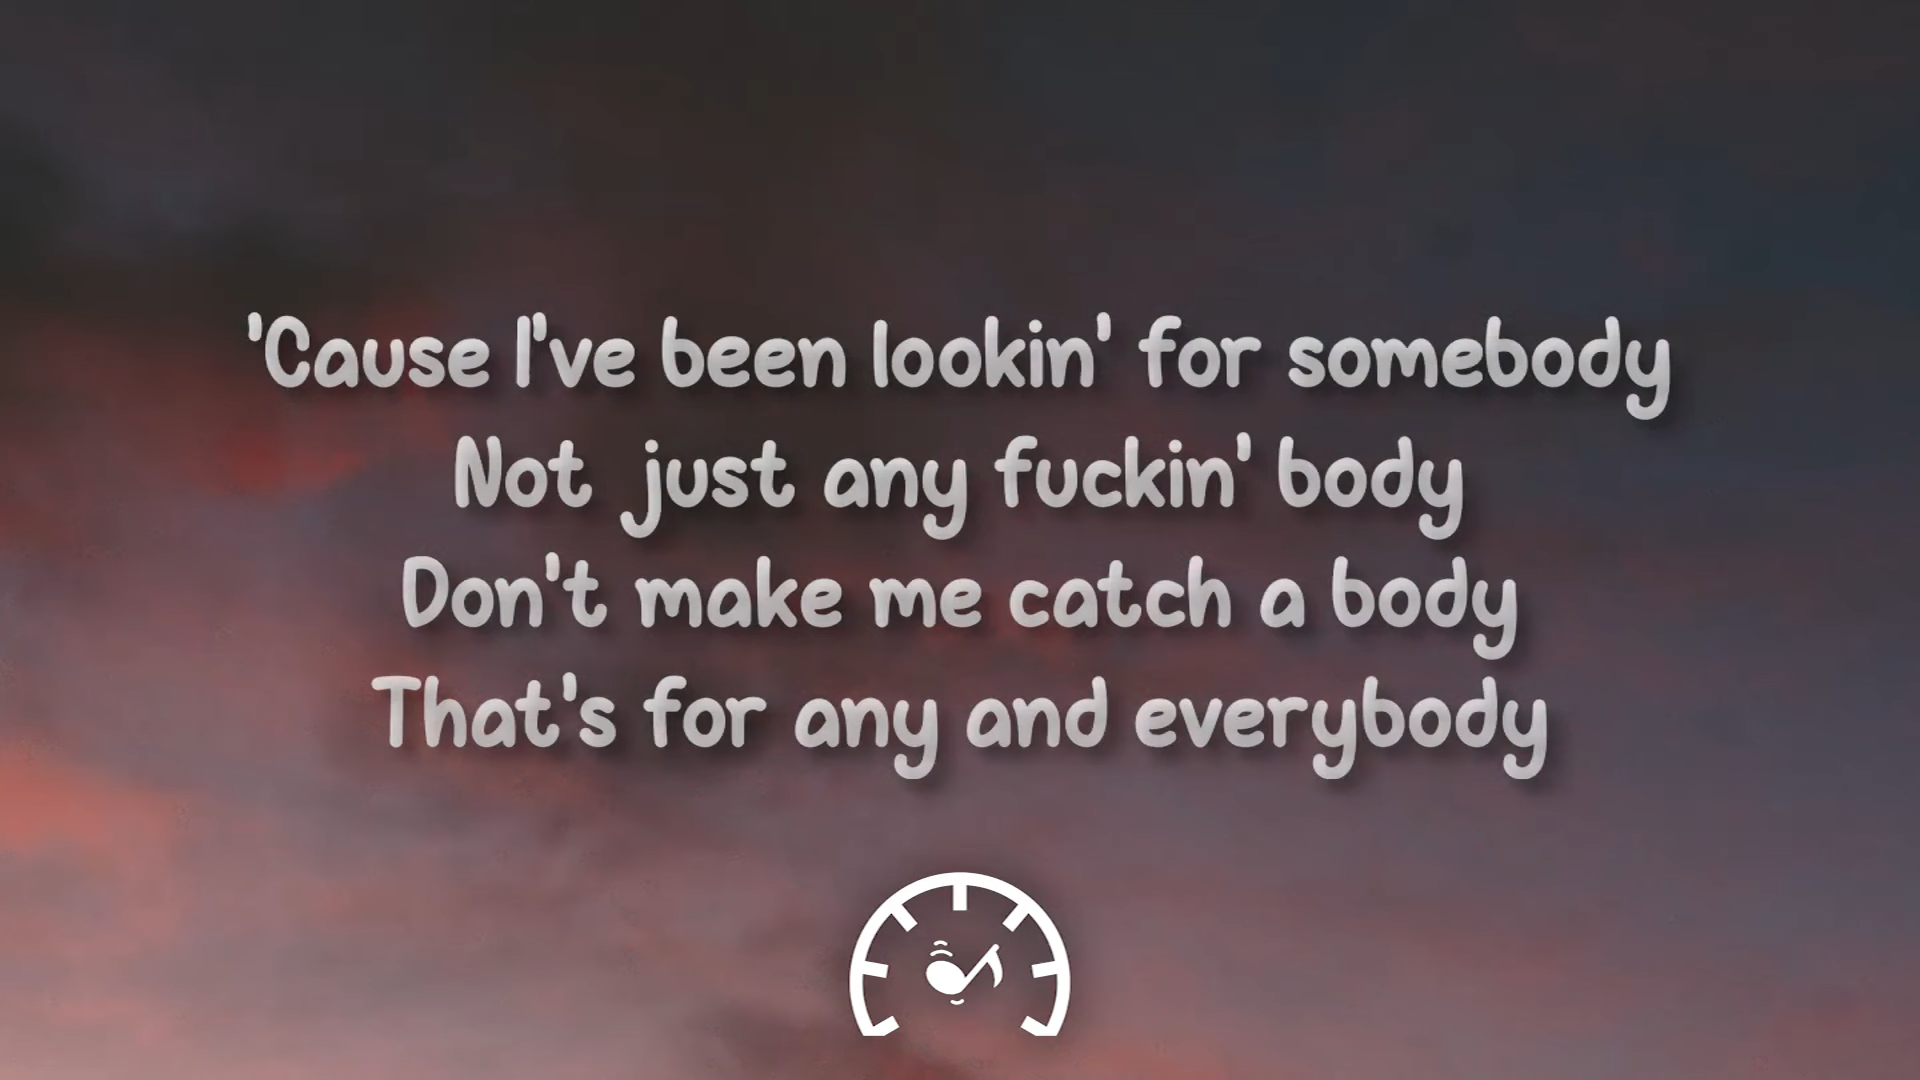 'Cause I've been lookin' for somebody
Not just any fuckin' body
Don't make me catch a body
That's for any and everybody